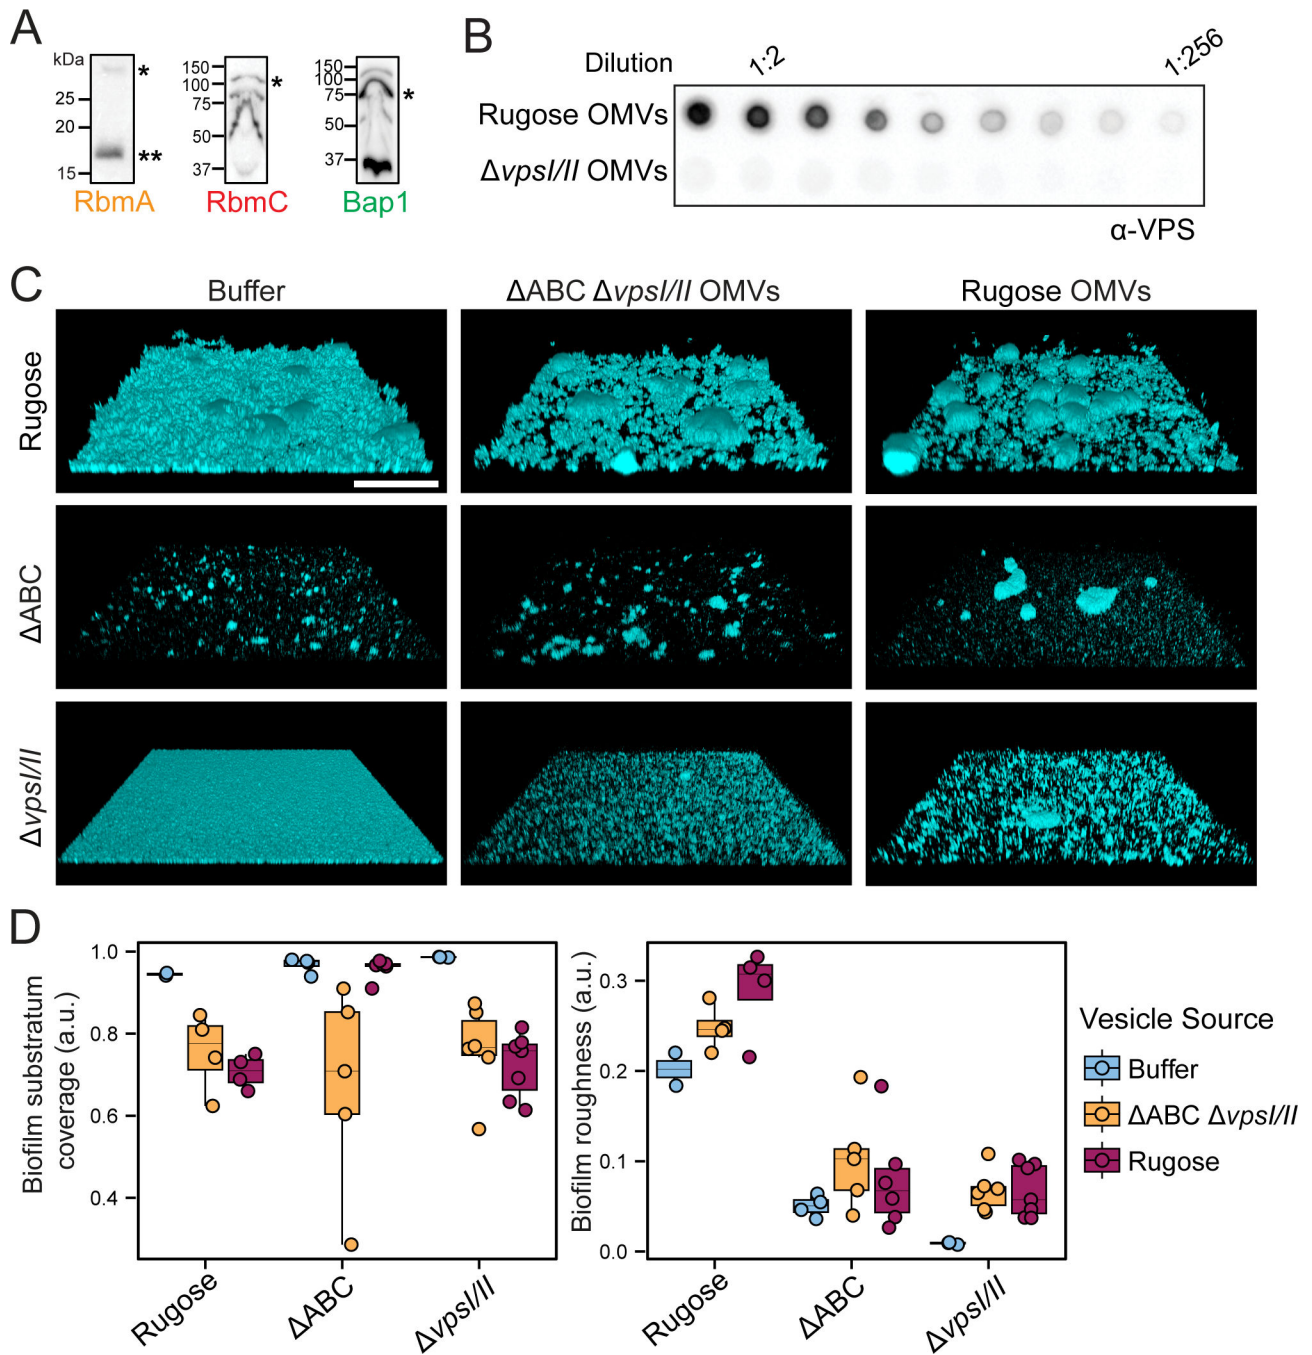 A
kDa
25
20
15
*
**
RbmA
150
100
75
50
37
*
RbmC
150
100
75
50
37
*
Bap1
B
Dilution 1:2 1:256
Rugose OMVs
ΔvpsI/II OMVs
α-VPS
C
Buffer ΔABC ΔvpsI/II OMVs Rugose OMVs
Rugose
ΔABC
ΔvpsI/II
D
Biofilm substratum
coverage (a.u.)
1.0
0.8
0.6
0.4
Rugose ΔABC ΔvpsI/II
Biofilm roughness (a.u.)
0.3
0.2
0.1
0.0
Rugose ΔABC ΔvpsI/II
Vesicle Source
Buffer
ΔABC ΔvpsI/II
Rugose